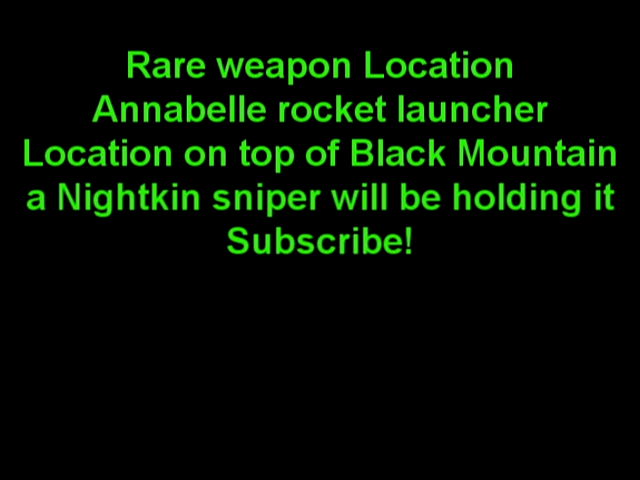 Rare weapon Location
Annabelle rocket launcher
Location on top of Black Mountain
a Nightkin sniper will be holding it
Subscribe!